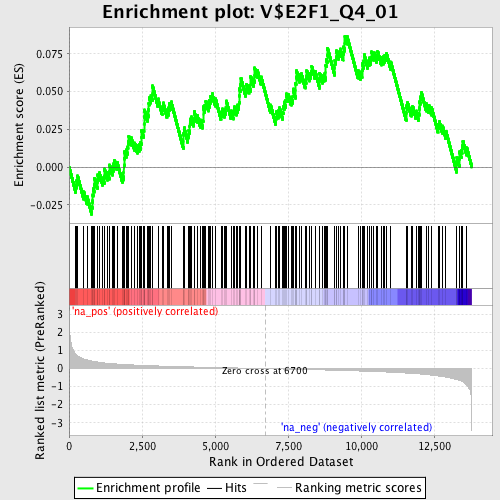 Enrichment plot: V$E2F1_Q4_01
Enrichment score (ES)
0.075
0.050
0.025
0.000
-0.025
'na_pos' (positively correlated)
Ranked list metric (PreRanked)
3
2
1
0
-1
-2
-3
Zero cross at 6700
'na_neg' (negatively correlated)
0
2,500
5,000
7,500
10,000
12,500
Rank in Ordered Dataset
Enrichment profile
Hits
Ranking metric scores